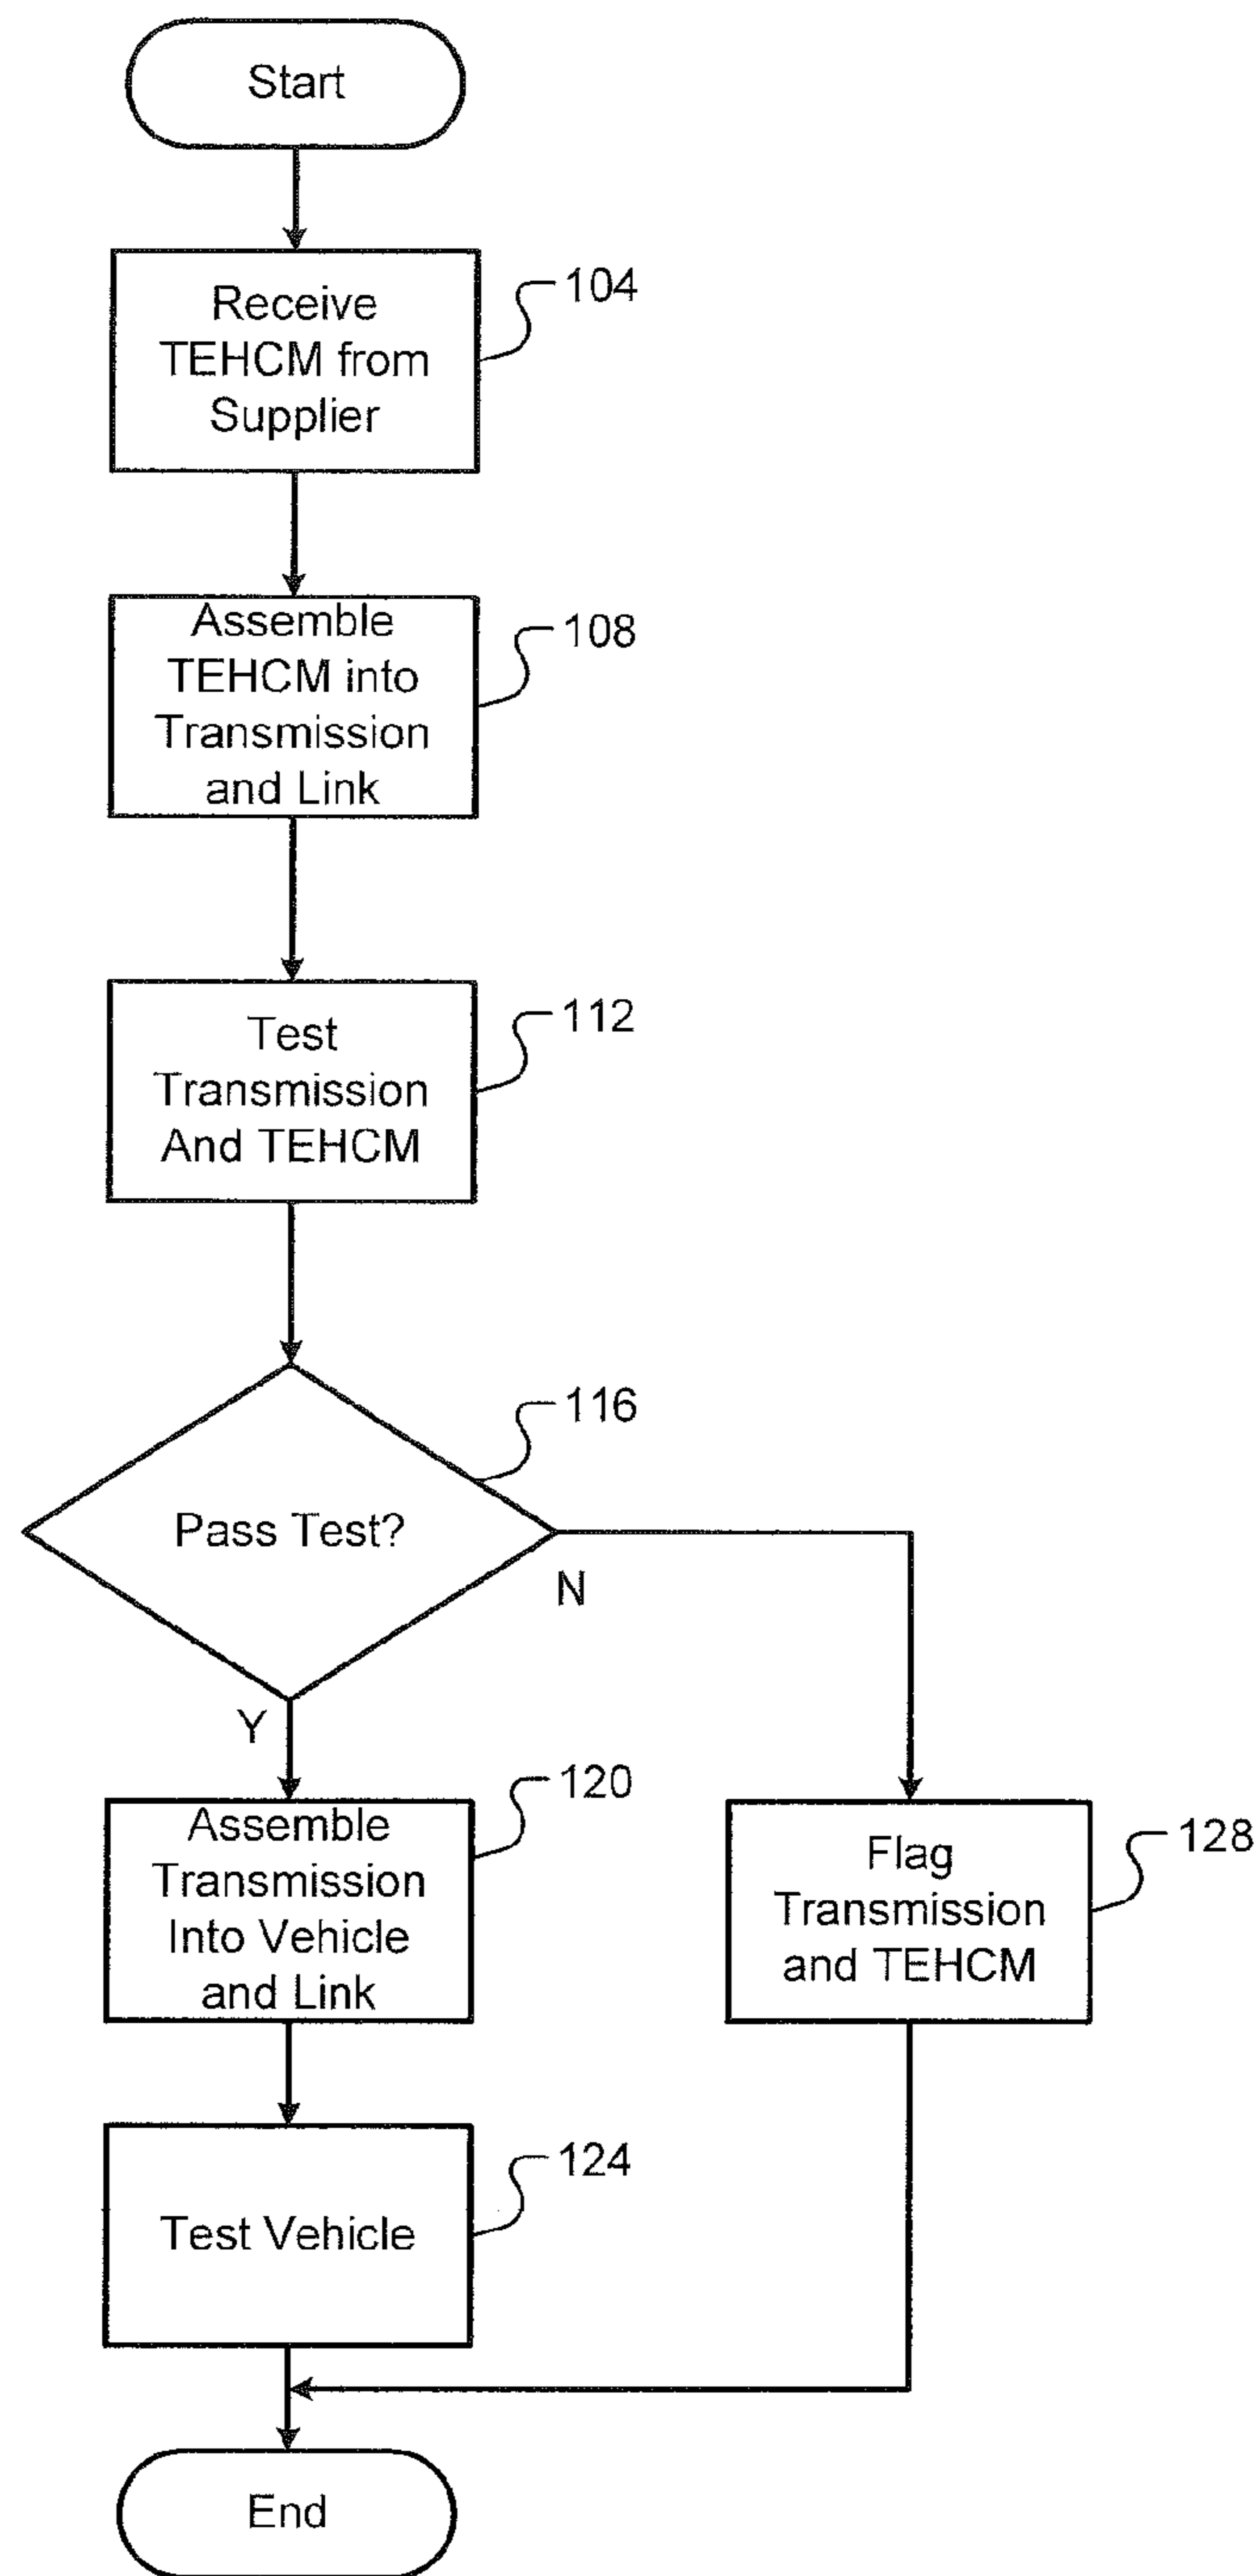 Start
Receive
TEHCM from
Supplier
104
Assemble
TEHCM into
Transmission
and Link
108
Test
Transmission
And TEHCM
112
116
Pass Test?
N
Y
120
Assemble
Transmission
Into Vehicle
and Link
Flag
Transmission
and TEHCM
128
124
Test Vehicle
End